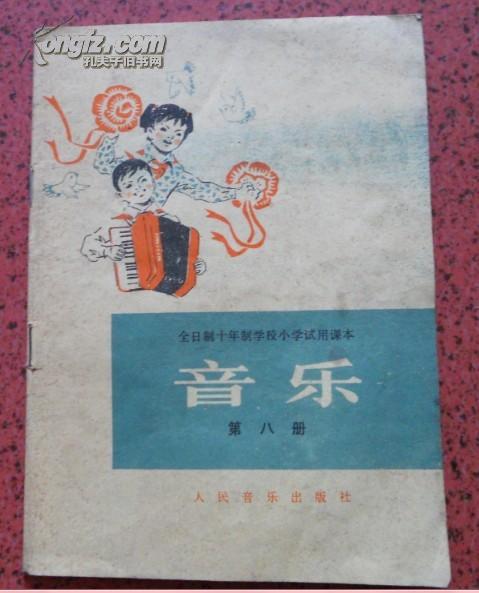 Kongfz.com
孔夫子旧书网
全日制十年制学校小学试用课本
音乐
第八册
人民音乐出版社